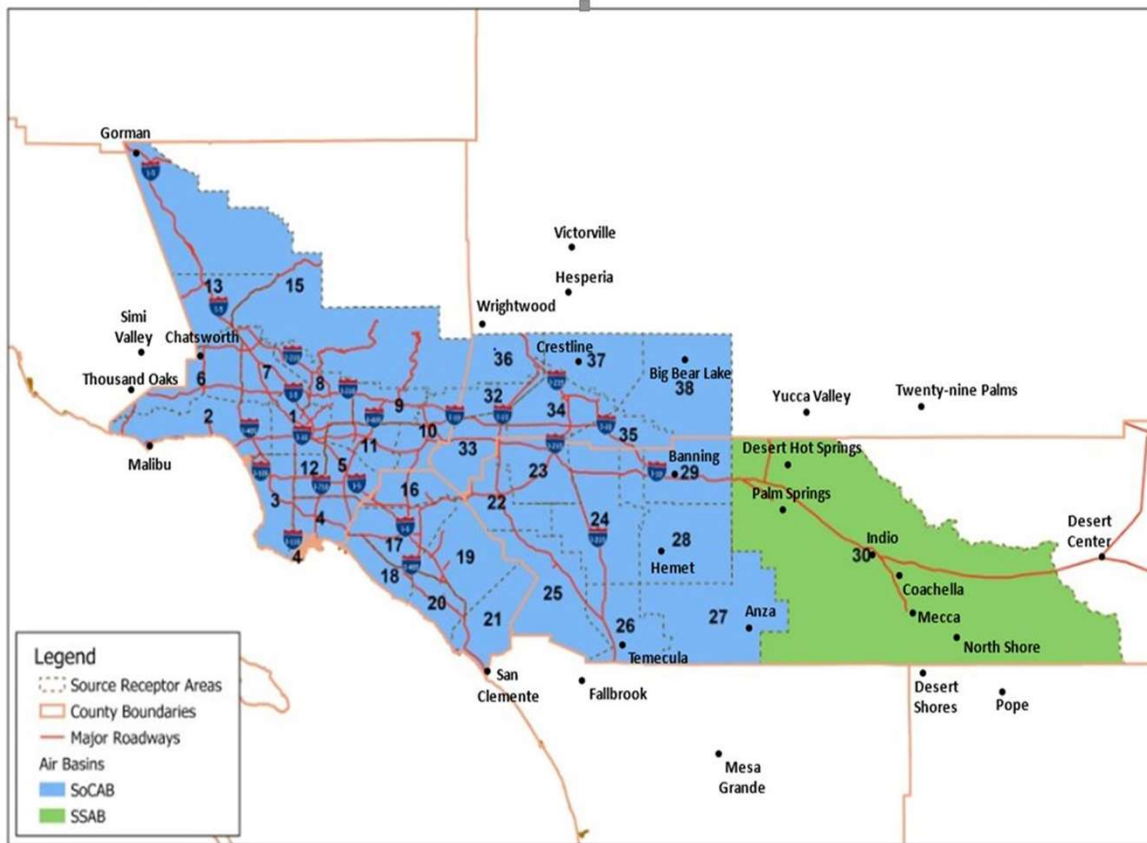 Gorman
Victorville
Hesperia
13
15
Wrightwood
Simi
Valley
Chatsworth
Crestline
36
37
Big Bear Lake
38
Thousand Oaks
6
7
8
9
32
34
Yucca Valley
Twenty-nine Palms
2
1
11
10
33
35
Malibu
12
5
23
Banning
29
Desert Hot Springs
3
4
16
22
Palm Springs
24
Desert
Center
17
19
28
Indio
30
4
18
Hemet
Coachella
20
25
21
26
27
Anza
Mecca
Temecula
North Shore
San
Clemente
Fallbrook
Desert
Shores
Pope
Mesa
Grande
Legend
Source Receptor Areas
County Boundaries
Major Roadways
Air Basins
SoCAB
SSAB